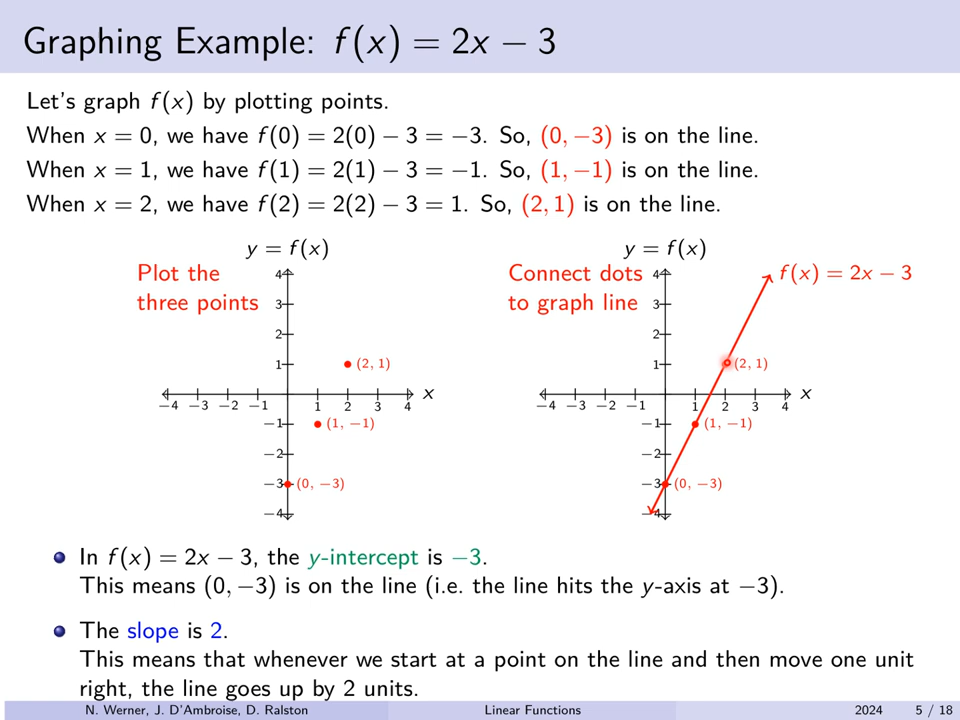 Graphing Example: f(x) = 2x − 3
Let's graph f(x) by plotting points.
When x = 0, we have f(0) = 2(0) − 3 = −3. So, (0, −3) is on the line.
When x = 1, we have f(1) = 2(1) − 3 = −1. So, (1, −1) is on the line.
When x = 2, we have f(2) = 2(2) − 3 = 1. So, (2, 1) is on the line.
y = f(x)
Plot the
three points
4
3
2
1
(2, 1)
x
−4 −3 −2 −1 1 2 3 4
−1
(1, −1)
−2
−3
(0, −3)
−4
y = f(x)
Connect dots
to graph line
f(x) = 2x − 3
4
3
2
1
(2, 1)
x
−4 −3 −2 −1 1 2 3 4
−1
(1, −1)
−2
−3
(0, −3)
−4
In f(x) = 2x − 3, the y-intercept is −3.
This means (0, −3) is on the line (i.e. the line hits the y-axis at −3).
The slope is 2.
This means that whenever we start at a point on the line and then move one unit
right, the line goes up by 2 units.
N. Werner, J. D'Ambroise, D. Ralston
Linear Functions
2024
5 / 18